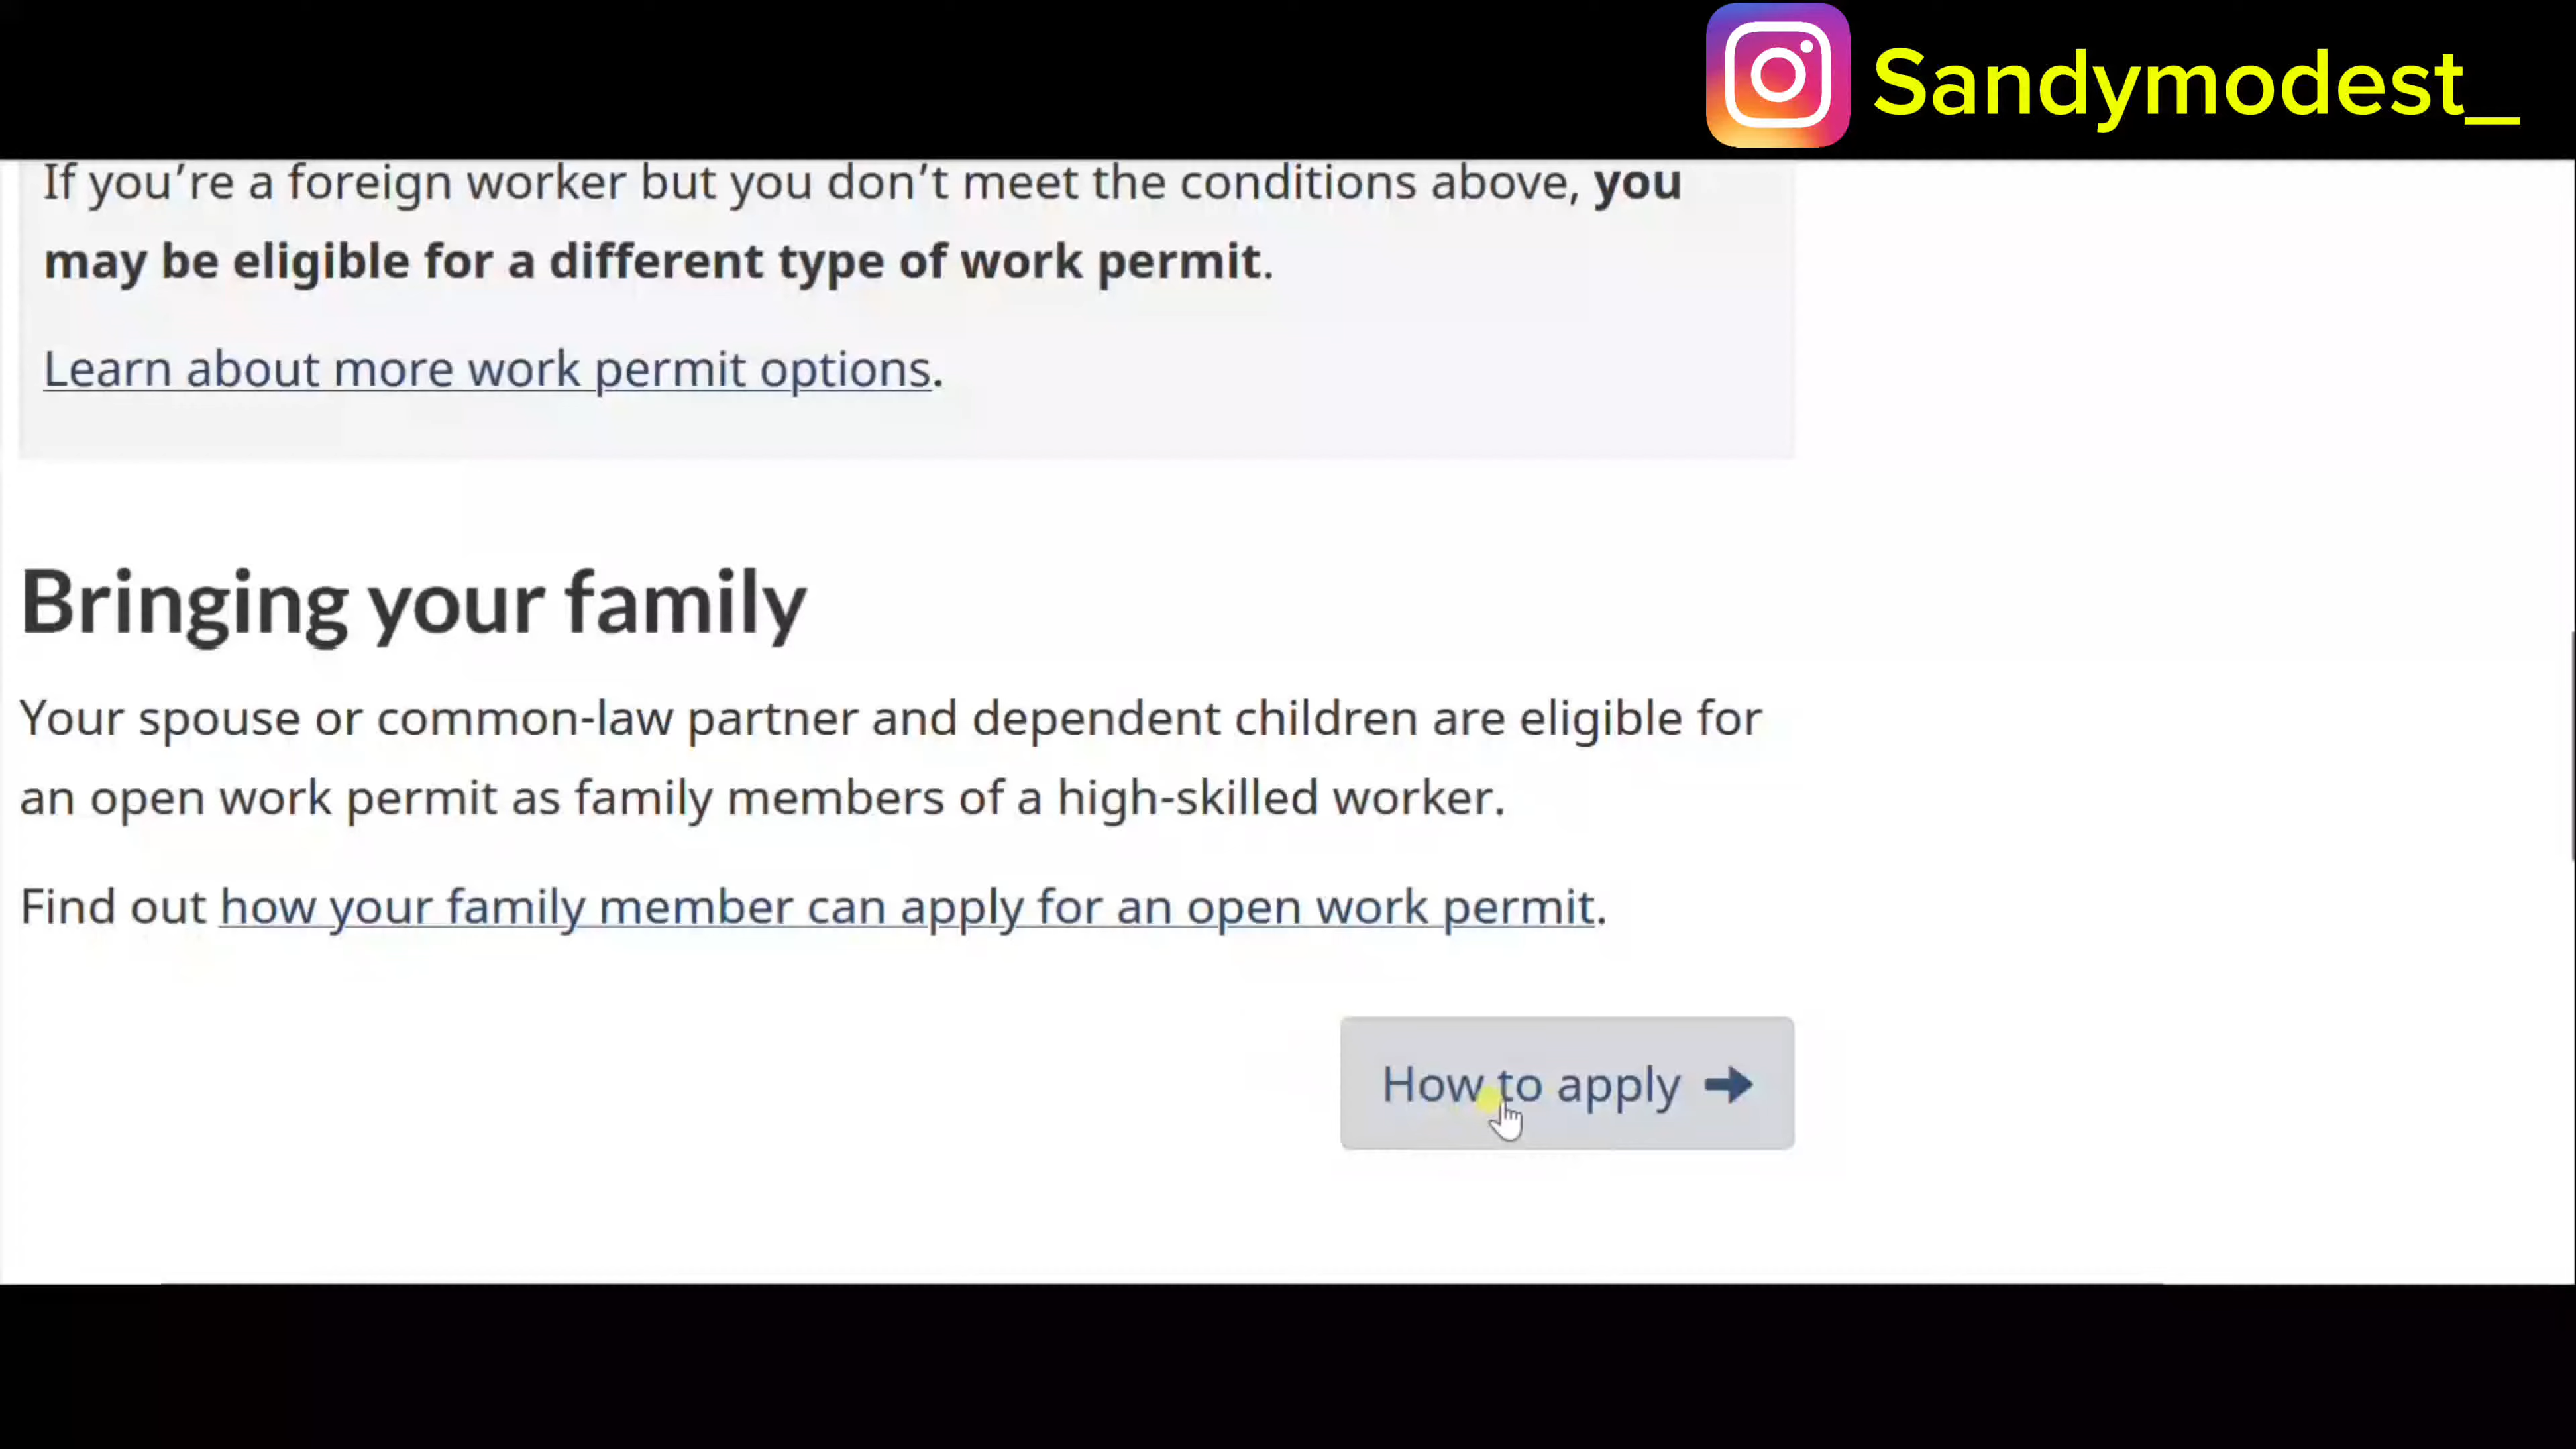 Sandymodest_
If you’re a foreign worker but you don’t meet the conditions above, you
may be eligible for a different type of work permit.
Learn about more work permit options.
Bringing your family
Your spouse or common-law partner and dependent children are eligible for
an open work permit as family members of a high-skilled worker.
Find out how your family member can apply for an open work permit.
How to apply